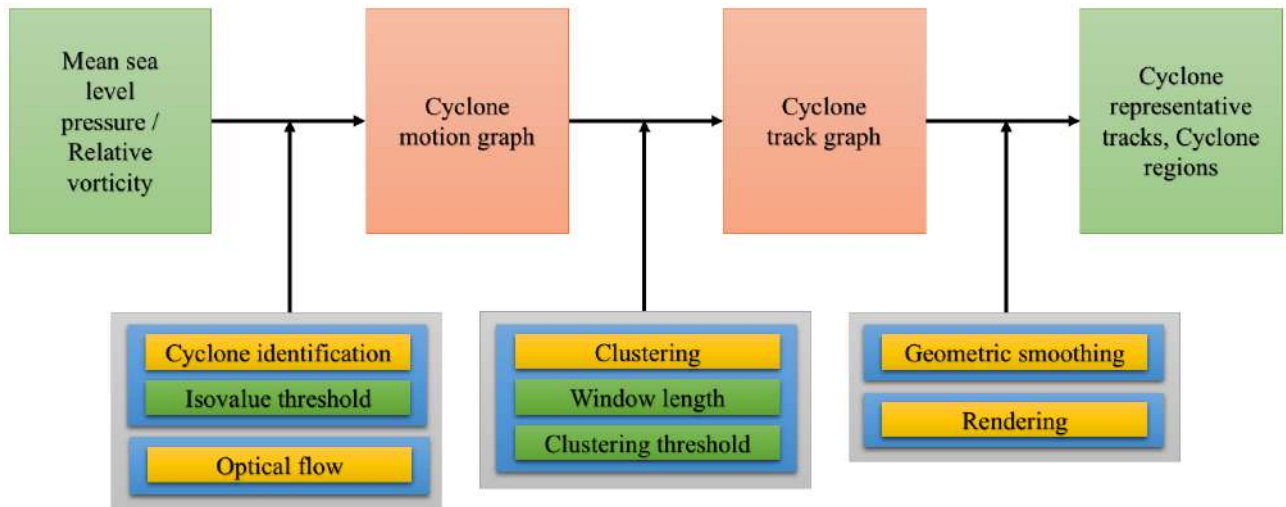 Mean sea
level
pressure /
Relative
vorticity
Cyclone
motion graph
Cyclone
track graph
Cyclone
representative
tracks, Cyclone
regions
Cyclone identification
Isovalue threshold
Optical flow
Clustering
Window length
Clustering threshold
Geometric smoothing
Rendering